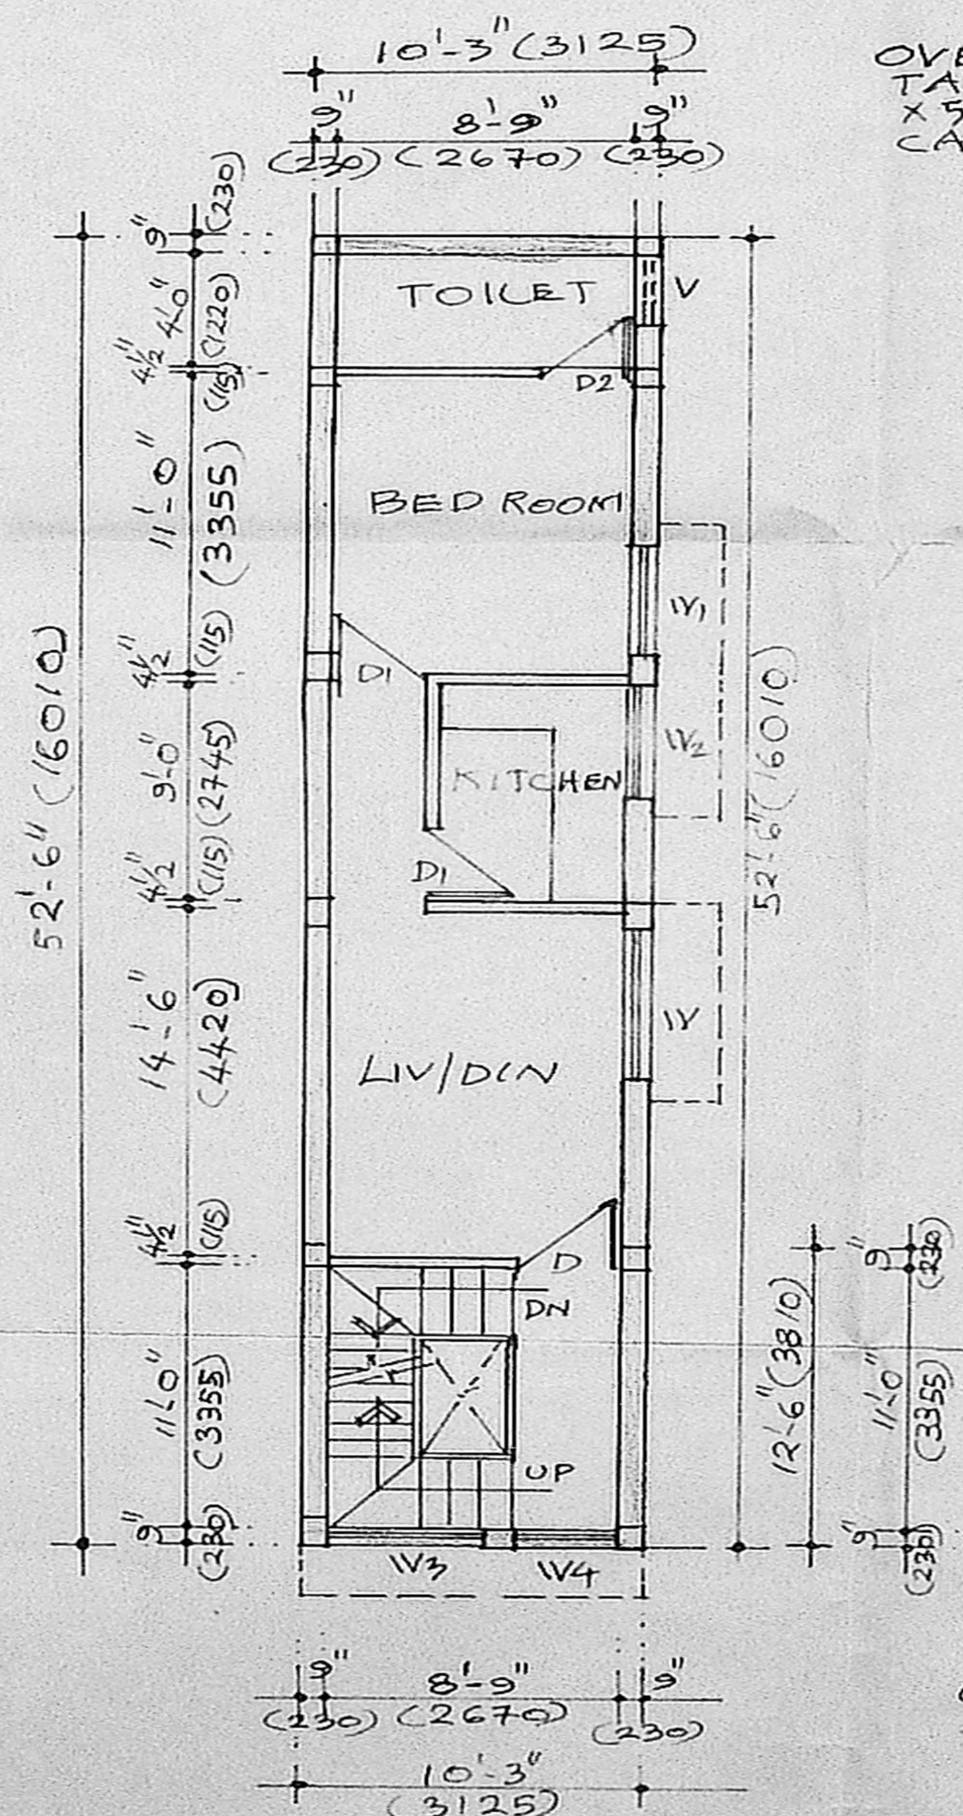 10'-3" (3125)
9" 8'-9" 9"
(230) (2670) (230)
OVE
TA
X 5
CA
9" (230)
4'-0" (1220)
4½" (115)
11'-0" (3355)
4½" (115)
9'-0" (2745)
4½" (115)
14'-6" (4420)
4½" (115)
11'-0" (3355)
9" (230)
52'-6" (16010)
TOILET
V
D2
BED ROOM
W1
D1
W2
KITCHEN
D1
W
LIV/DIN
D
DN
UP
W3 W4
52'-6" (16010)
12'-6" (3810)
9" (230)
11'-0" (3355)
9" (230)
9" 8'-9" 9"
(230) (2670) (230)
10'-3"
(3125)